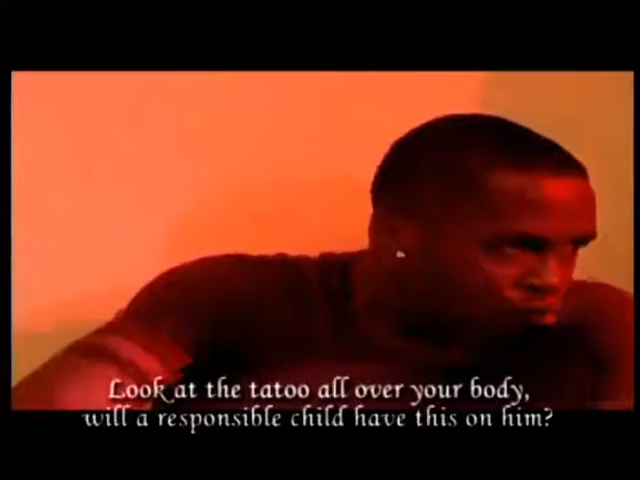 Look at the tatoo all over your body,
will a responsible child have this on him?